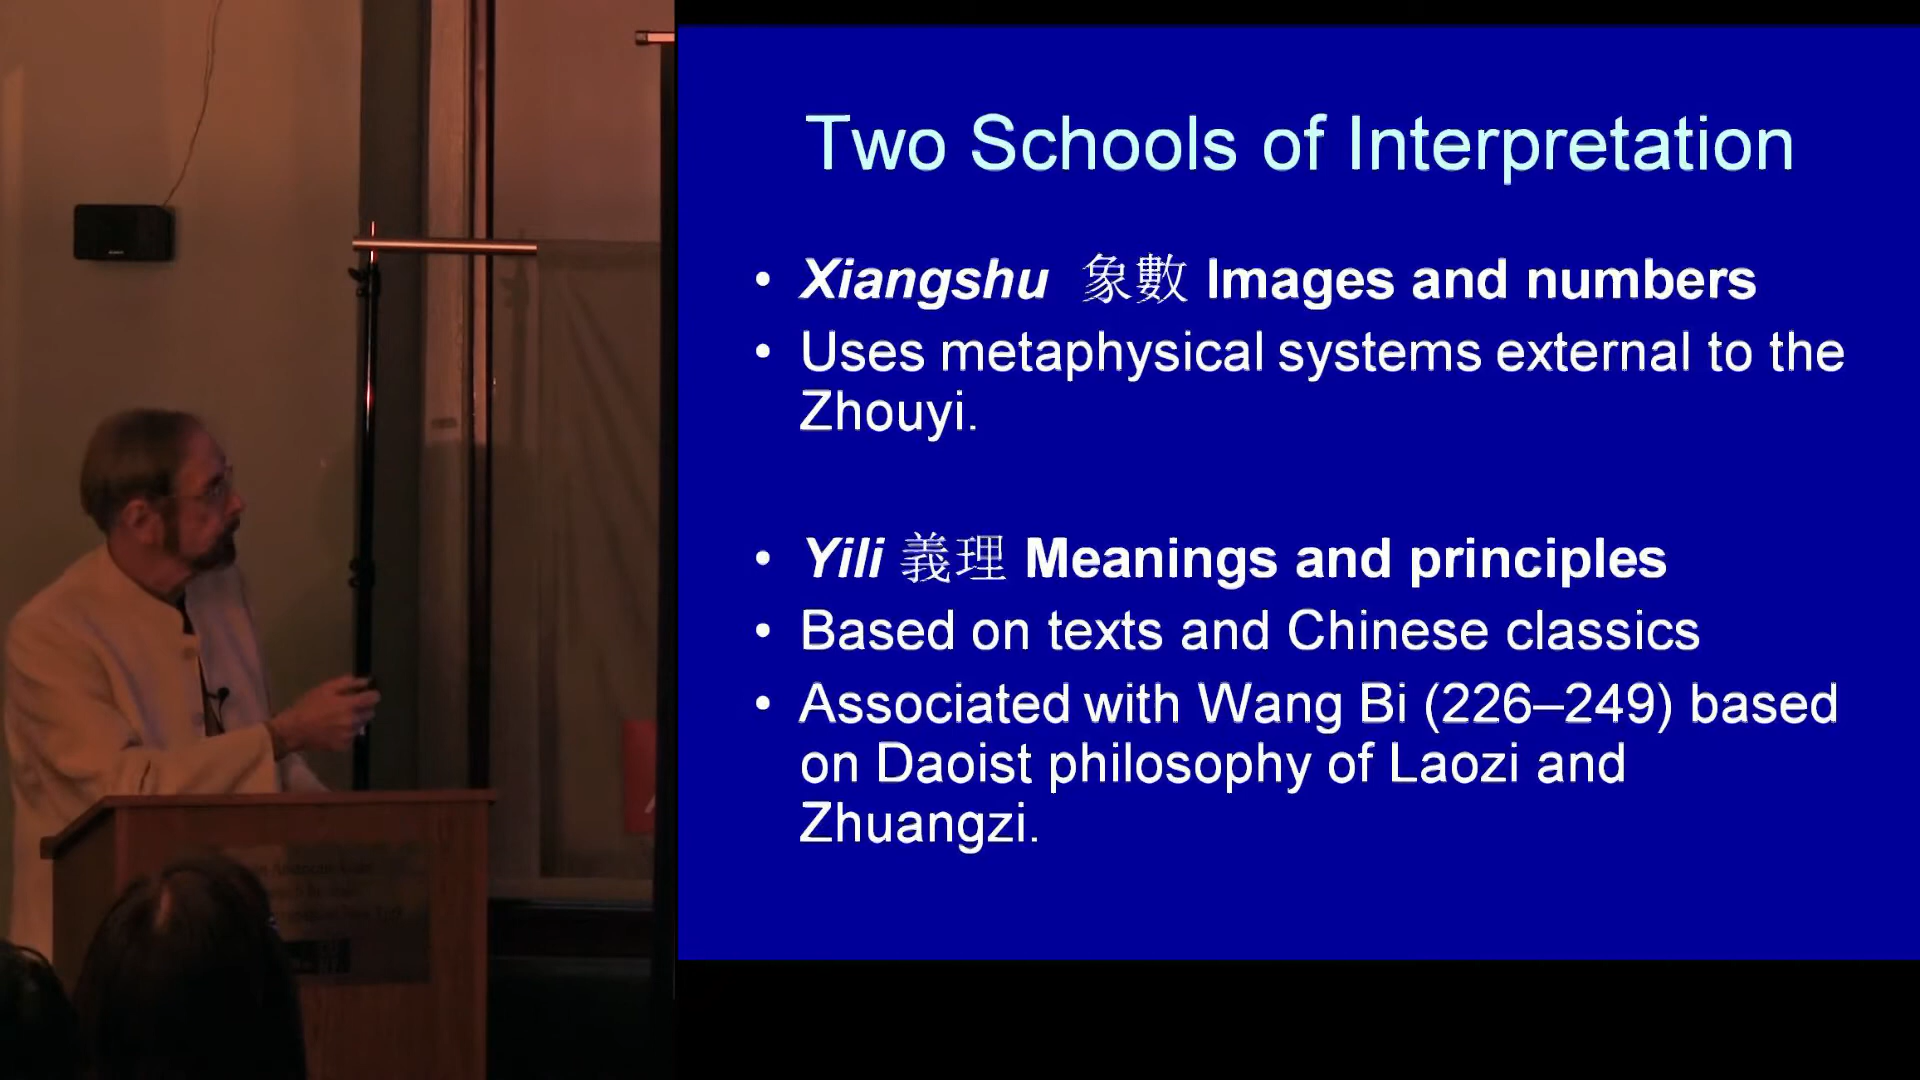 Two Schools of Interpretation
• Xiangshu 象數 Images and numbers
• Uses metaphysical systems external to the
Zhouyi.
• Yili 義理 Meanings and principles
• Based on texts and Chinese classics
• Associated with Wang Bi (226–249) based
on Daoist philosophy of Laozi and
Zhuangzi.